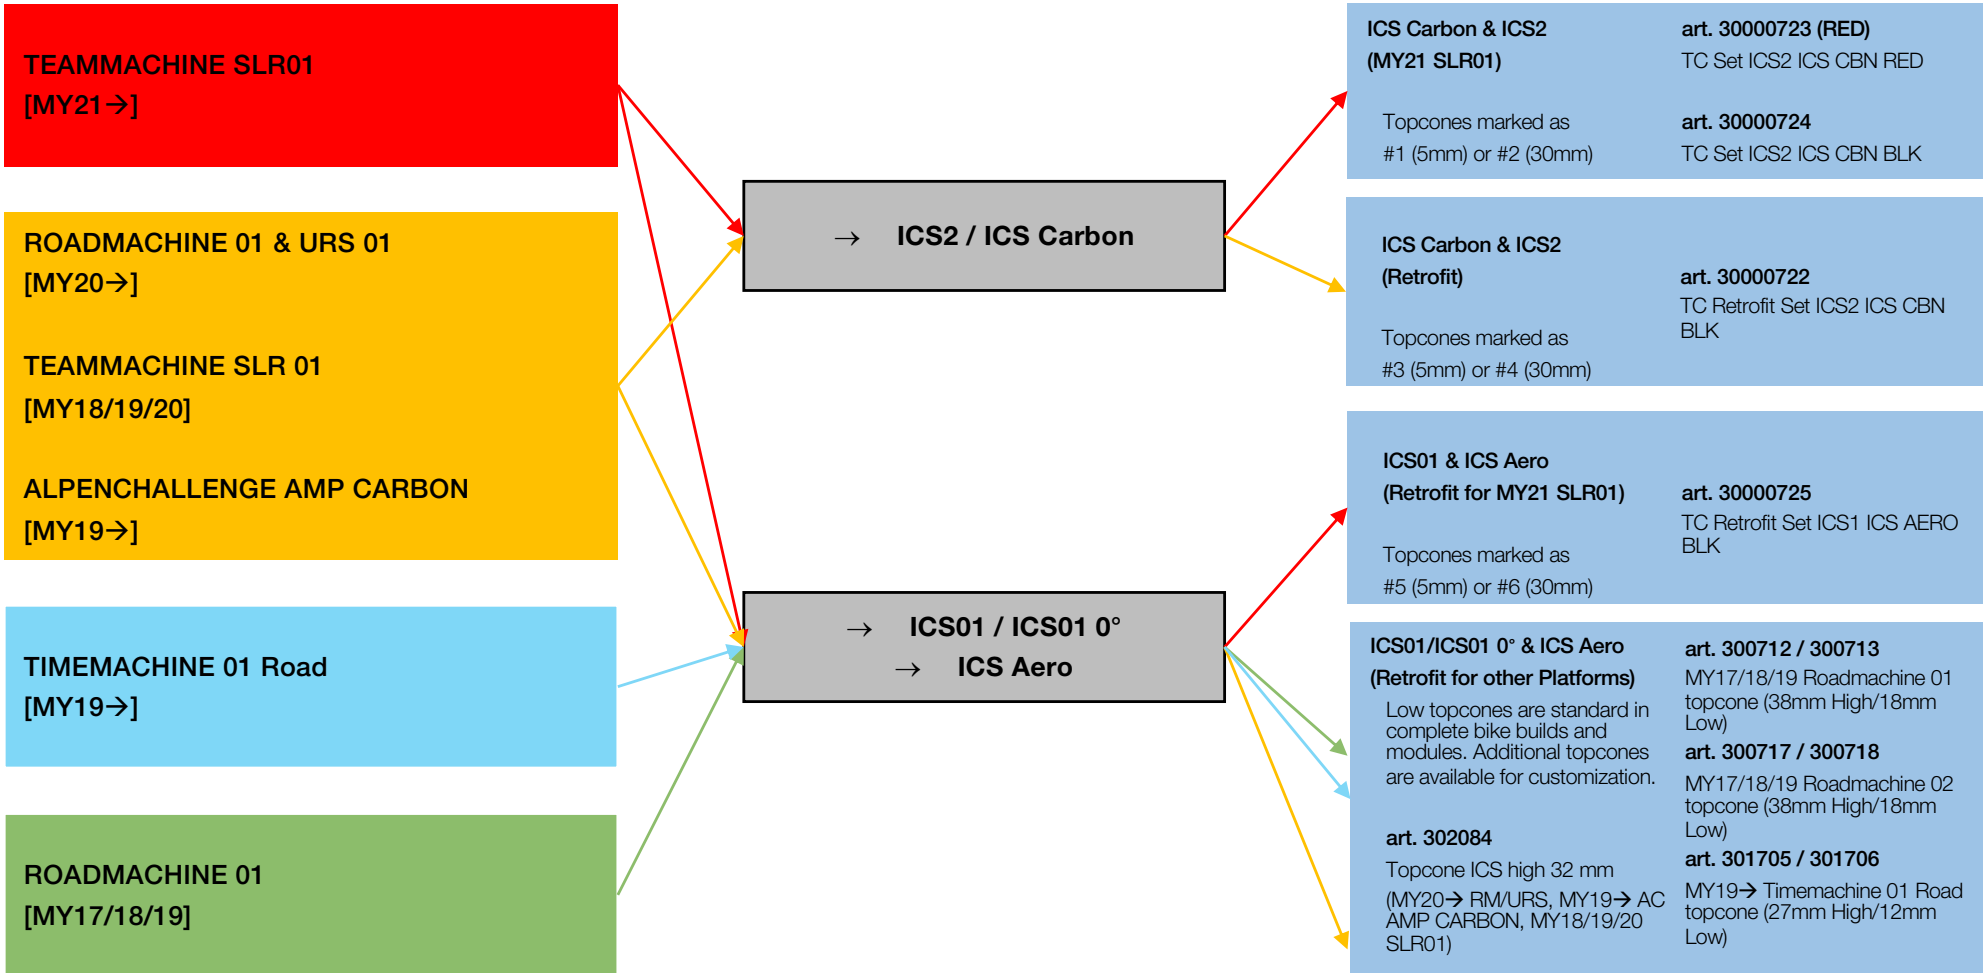 TEAMMACHINE SLR01
[MY21→]
ROADMACHINE 01 & URS 01
[MY20→]
TEAMMACHINE SLR 01
[MY18/19/20]
ALPENCHALLENGE AMP CARBON
[MY19→]
TIMEMACHINE 01 Road
[MY19→]
ROADMACHINE 01
[MY17/18/19]
→ ICS2 / ICS Carbon
→ ICS01 / ICS01 0°
→ ICS Aero
ICS Carbon & ICS2
(MY21 SLR01)
Topcones marked as
#1 (5mm) or #2 (30mm)
art. 30000723 (RED)
TC Set ICS2 ICS CBN RED
art. 30000724
TC Set ICS2 ICS CBN BLK
ICS Carbon & ICS2
(Retrofit)
Topcones marked as
#3 (5mm) or #4 (30mm)
art. 30000722
TC Retrofit Set ICS2 ICS CBN
BLK
ICS01 & ICS Aero
(Retrofit for MY21 SLR01)
Topcones marked as
#5 (5mm) or #6 (30mm)
art. 30000725
TC Retrofit Set ICS1 ICS AERO
BLK
ICS01/ICS01 0° & ICS Aero
(Retrofit for other Platforms)
Low topcones are standard in
complete bike builds and
modules. Additional topcones
are available for customization.
art. 302084
Topcone ICS high 32 mm
(MY20→ RM/URS, MY19→ AC
AMP CARBON, MY18/19/20
SLR01)
art. 300712 / 300713
MY17/18/19 Roadmachine 01
topcone (38mm High/18mm
Low)
art. 300717 / 300718
MY17/18/19 Roadmachine 02
topcone (38mm High/18mm
Low)
art. 301705 / 301706
MY19→ Timemachine 01 Road
topcone (27mm High/12mm
Low)